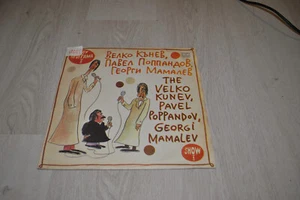 ВЕЛКО КЪНЕВ,
ПАВЕЛ ПОППАНДОВ,
ГЕОРГИ МАМАЛЕВ
THE
VELKO
KUNEV,
PAVEL
POPPANDOV,
GEORGI
MAMALEV
SHOW